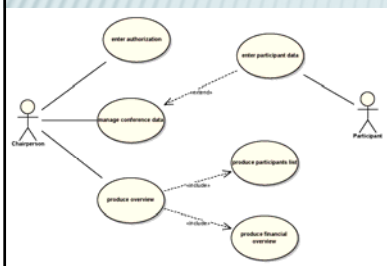 enter authorization
enter participant data
«extend»
manage conference data
Chairperson
Participant
produce participants list
«include»
produce overview
«include»
produce financial
overview